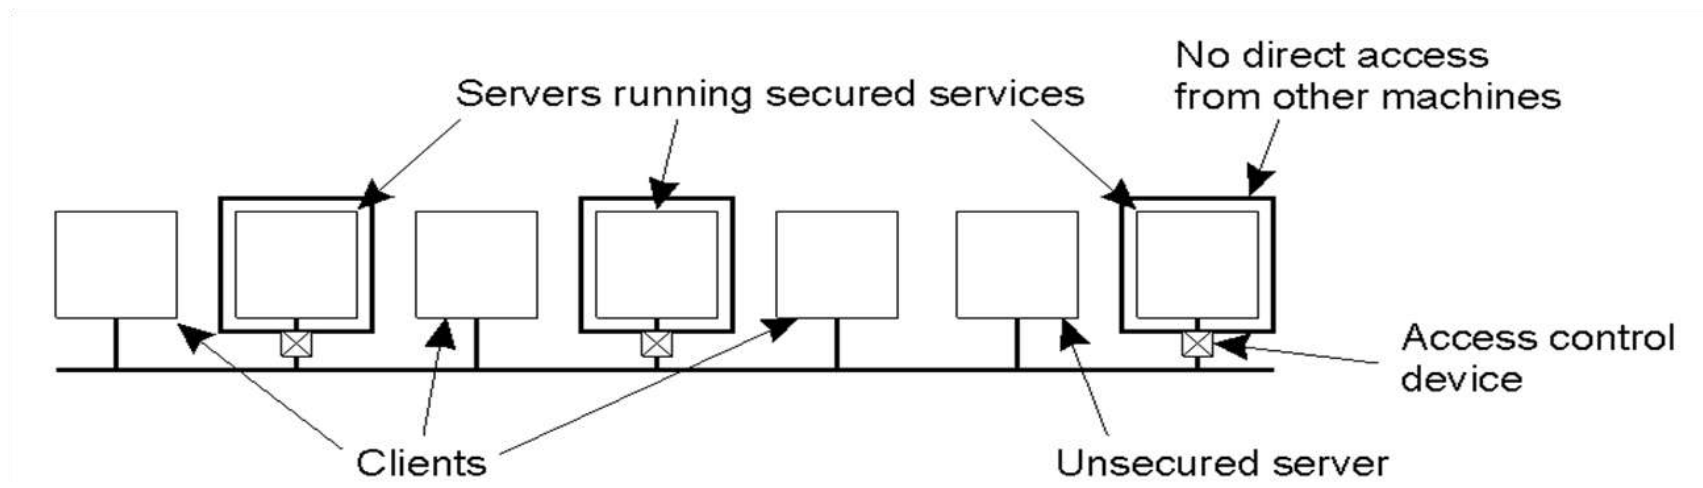 No direct access
from other machines
Servers running secured services
Access control
device
Clients
Unsecured server